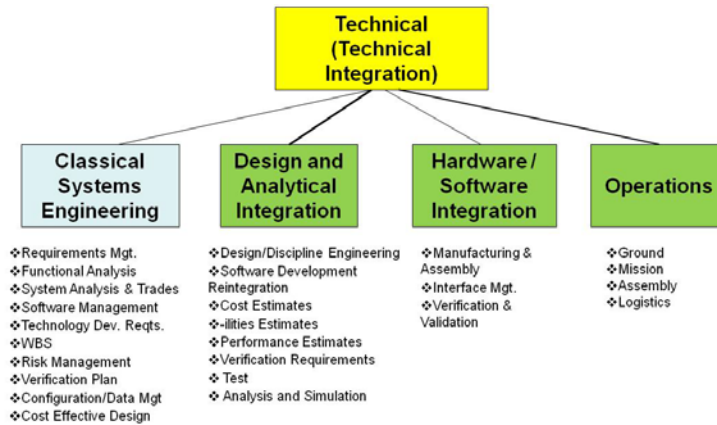 Technical
(Technical
Integration)
Classical
Systems
Engineering
❖Requirements Mgt.
❖Functional Analysis
❖System Analysis & Trades
❖Software Management
❖Technology Dev. Reqts.
❖WBS
❖Risk Management
❖Verification Plan
❖Configuration/Data Mgt
❖Cost Effective Design
Design and
Analytical
Integration
❖Design/Discipline Engineering
❖Software Development
Reintegration
❖Cost Estimates
❖-ilities Estimates
❖Performance Estimates
❖Verification Requirements
❖ Test
❖ Analysis and Simulation
Hardware /
Software
Integration
❖Manufacturing &
Assembly
❖Interface Mgt.
❖Verification &
Validation
Operations
❖Ground
❖Mission
❖Assembly
❖Logistics